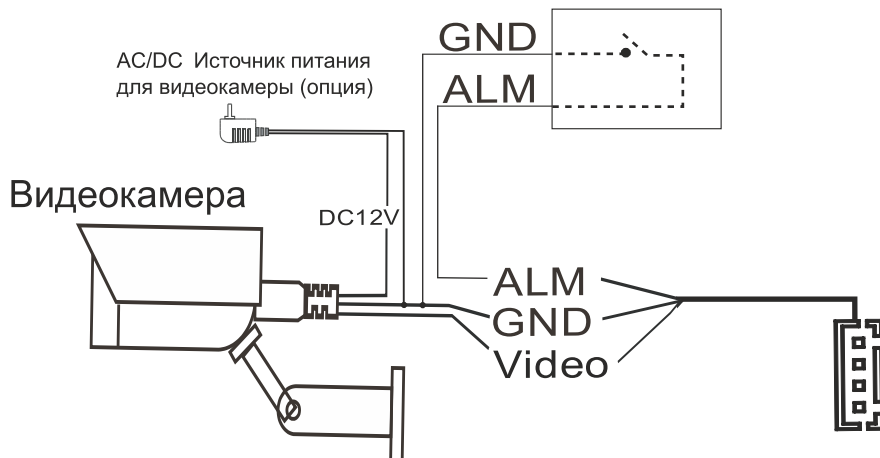 GND
AC/DC Источник питания
для видеокамеры (опция)
ALM
Видеокамера
DC12V
ALM
GND
Video